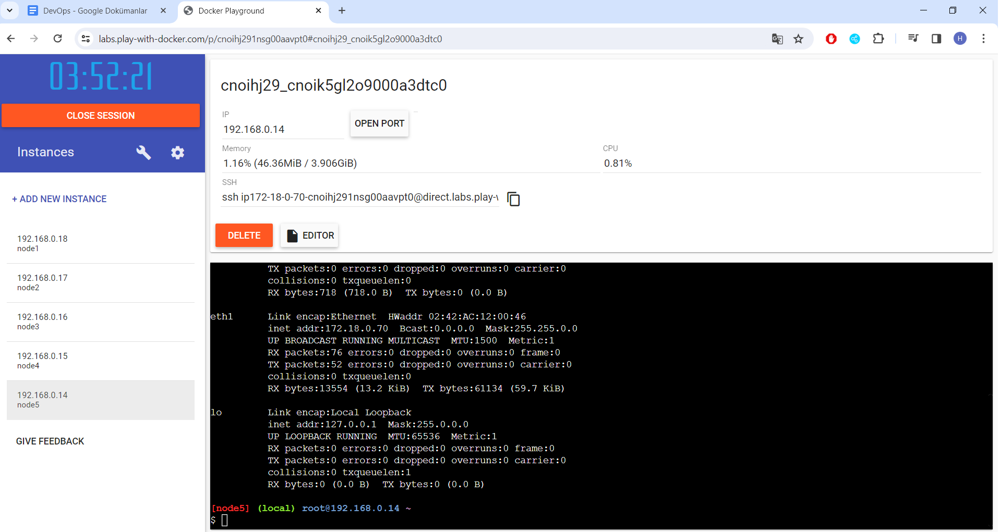 DevOps - Google Dokümanlar
Docker Playground
labs.play-with-docker.com/p/cnoihj291nsg00aavpt0#cnoihj29_cnoik5gl2o9000a3dtc0
H
03:52:21
CLOSE SESSION
Instances
+ ADD NEW INSTANCE
192.168.0.18
node1
192.168.0.17
node2
192.168.0.16
node3
192.168.0.15
node4
192.168.0.14
node5
GIVE FEEDBACK
cnoihj29_cnoik5gl2o9000a3dtc0
IP
192.168.0.14
OPEN PORT
Memory
1.16% (46.36MiB / 3.906GiB)
CPU
0.81%
SSH
ssh ip172-18-0-70-cnoihj291nsg00aavpt0@direct.labs.play-
DELETE
EDITOR
TX packets:0 errors:0 dropped:0 overruns:0 carrier:0
collisions:0 txqueuelen:0
RX bytes:718 (718.0 B)  TX bytes:0 (0.0 B)
eth1 Link encap:Ethernet  HWaddr 02:42:AC:12:00:46
inet addr:172.18.0.70  Bcast:0.0.0.0  Mask:255.255.0.0
UP BROADCAST RUNNING MULTICAST  MTU:1500  Metric:1
RX packets:76 errors:0 dropped:0 overruns:0 frame:0
TX packets:52 errors:0 dropped:0 overruns:0 carrier:0
collisions:0 txqueuelen:0
RX bytes:13554 (13.2 KiB)  TX bytes:61134 (59.7 KiB)
lo Link encap:Local Loopback
inet addr:127.0.0.1  Mask:255.0.0.0
UP LOOPBACK RUNNING  MTU:65536  Metric:1
RX packets:0 errors:0 dropped:0 overruns:0 frame:0
TX packets:0 errors:0 dropped:0 overruns:0 carrier:0
collisions:0 txqueuelen:1
RX bytes:0 (0.0 B)  TX bytes:0 (0.0 B)
[node5] (local) root@192.168.0.14 ~
$